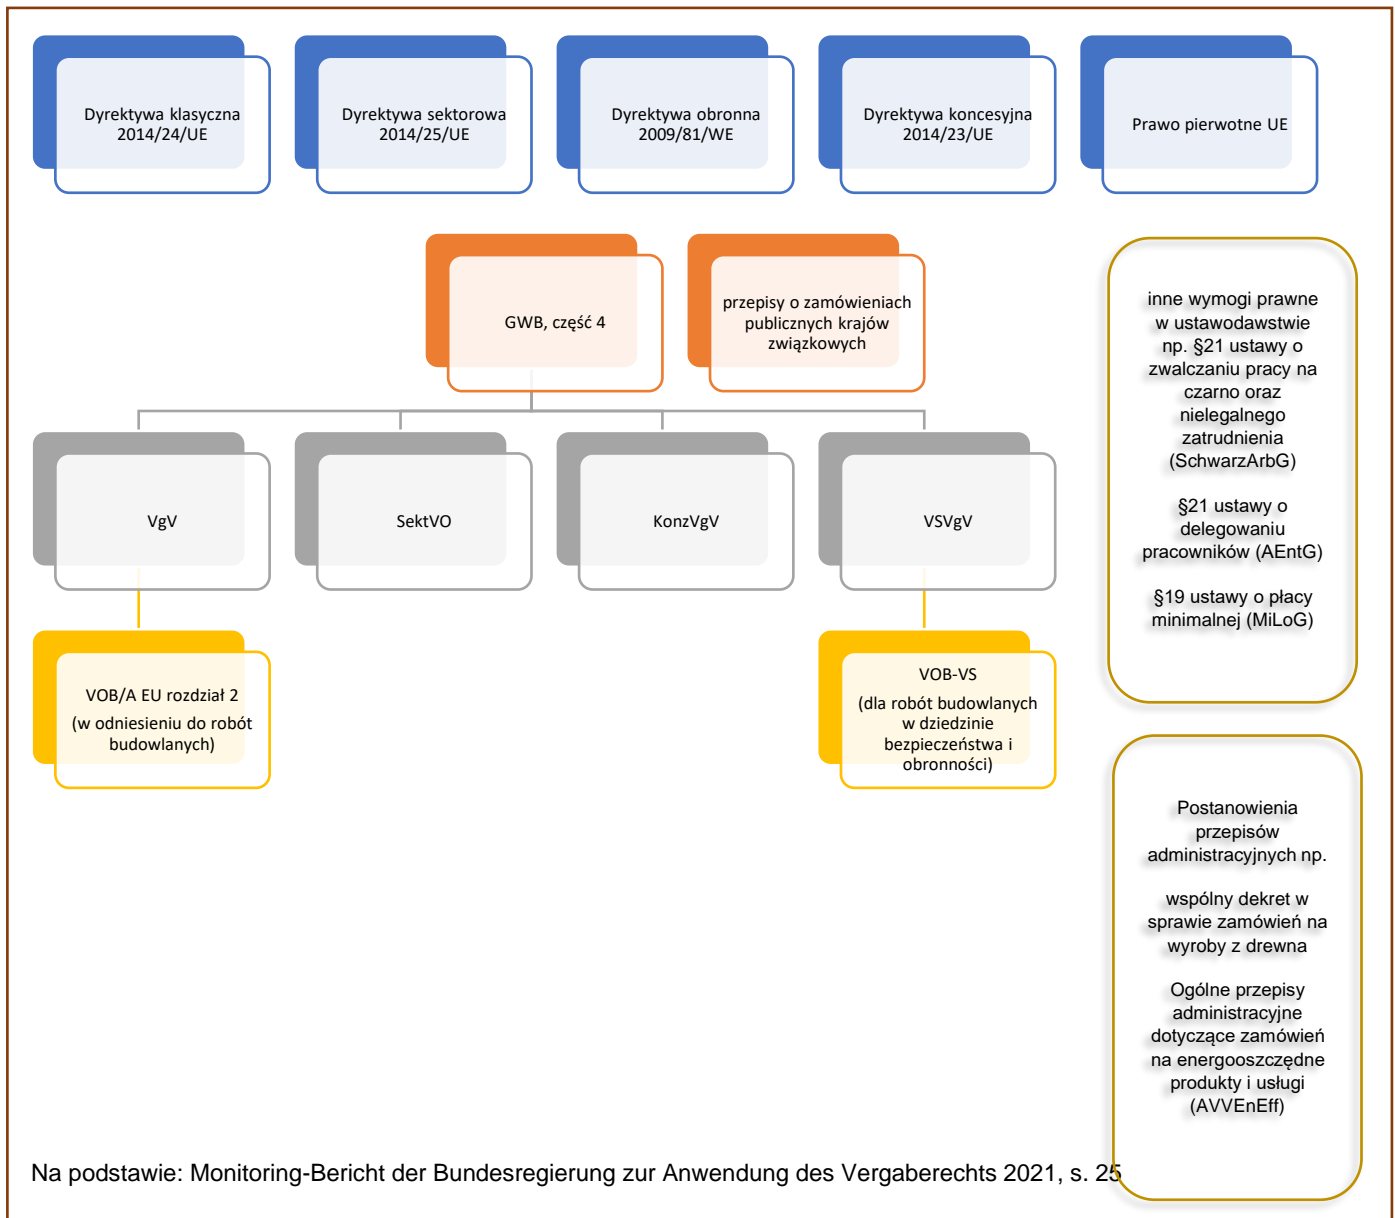 Dyrektywa klasyczna
2014/24/UE
Dyrektywa sektorowa
2014/25/UE
Dyrektywa obronna
2009/81/WE
Dyrektywa koncesyjna
2014/23/UE
Prawo pierwotne UE
GWB, część 4
przepisy o zamówieniach
publicznych krajów
związkowych
inne wymogi prawne
w ustawodawstwie
np. §21 ustawy o
zwalczaniu pracy na
czarno oraz
nielegalnego
zatrudnienia
(SchwarzArbG)
§21 ustawy o
delegowaniu
pracowników (AEntG)
§19 ustawy o płacy
minimalnej (MiLoG)
VgV
SektVO
KonzVgV
VSVgV
VOB/A EU rozdział 2
(w odniesieniu do robót
budowlanych)
VOB-VS
(dla robót budowlanych
w dziedzinie
bezpieczeństwa i
obronności)
Postanowienia
przepisów
administracyjnych np.
wspólny dekret w
sprawie zamówień na
wyroby z drewna
Ogólne przepisy
administracyjne
dotyczące zamówień
na energooszczędne
produkty i usługi
(AVVEnEff)
Na podstawie: Monitoring-Bericht der Bundesregierung zur Anwendung des Vergaberechts 2021, s. 25